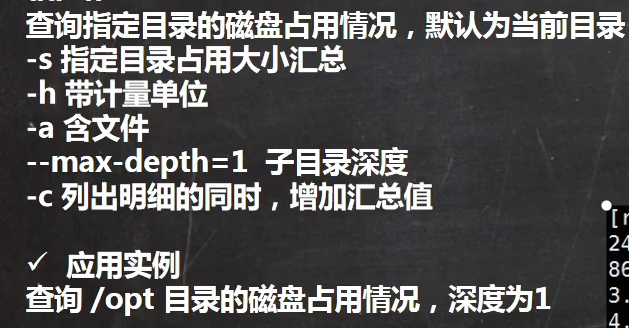 查询指定目录的磁盘占用情况，默认为当前目录
-s 指定目录占用大小汇总
-h 带计量单位
-a 含文件
--max-depth=1 子目录深度
-c 列出明细的同时，增加汇总值
✓ 应用实例
查询 /opt 目录的磁盘占用情况，深度为1
[r
24
86
3.
4.